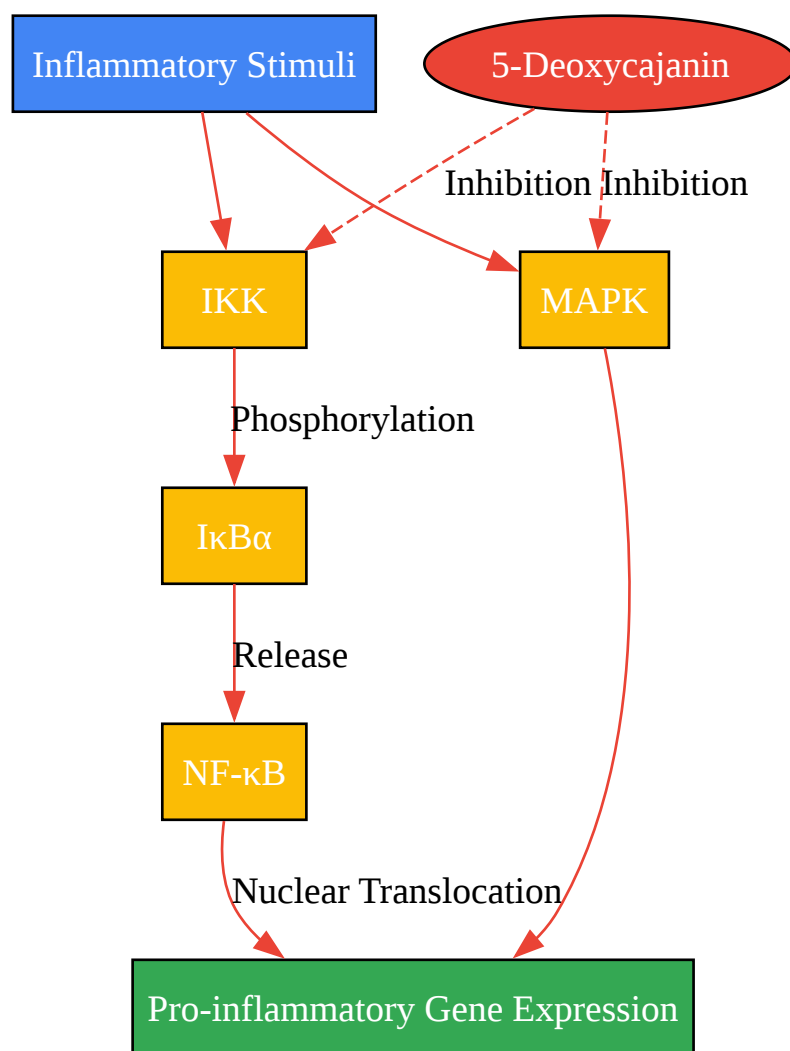 Inflammatory Stimuli
5-Deoxycajanin
Inhibition
Inhibition
IKK
MAPK
Phosphorylation
IκBα
Release
NF-κB
Nuclear Translocation
Pro-inflammatory Gene Expression